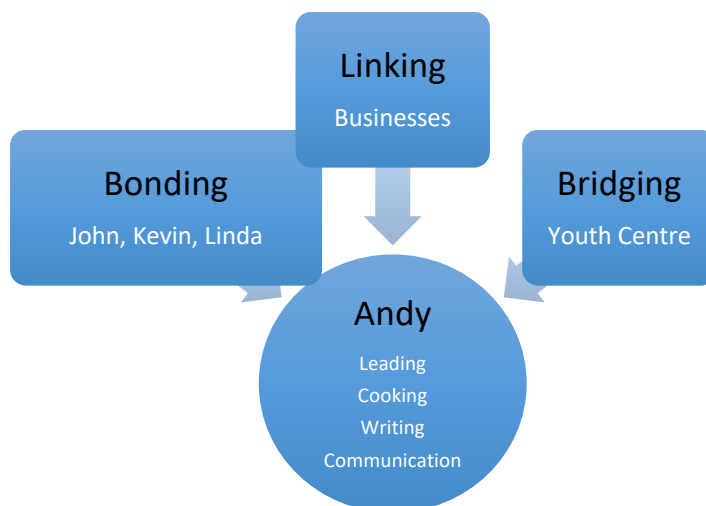 Linking
Businesses
Bonding
John, Kevin, Linda
Bridging
Youth Centre
Andy
Leading
Cooking
Writing
Communication